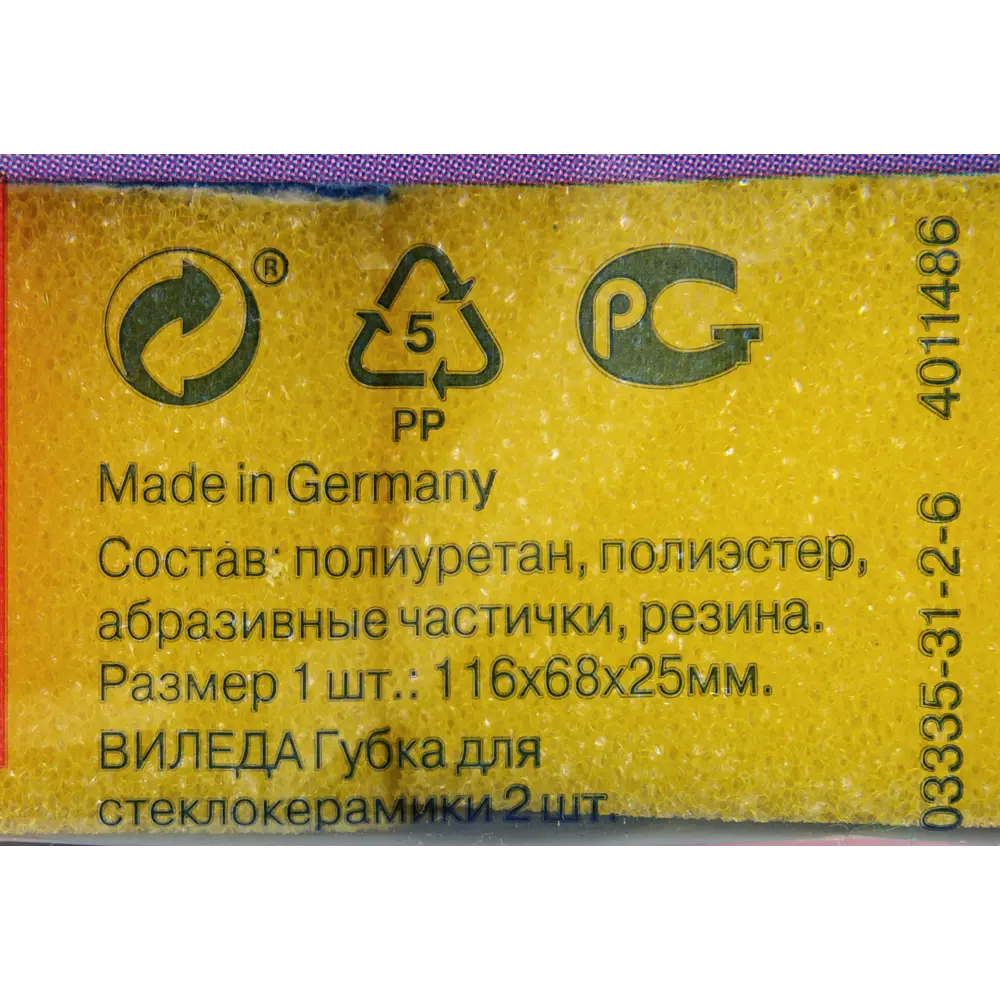 ®
5
PP
Made in Germany
Состав: полиуретан, полиэстер,
абразивные частички, резина.
Размер 1 шт.: 116х68х25мм.
ВИЛЕДА Губка для
стеклокерамики 2 шт.
03335-31-2-6 4011486